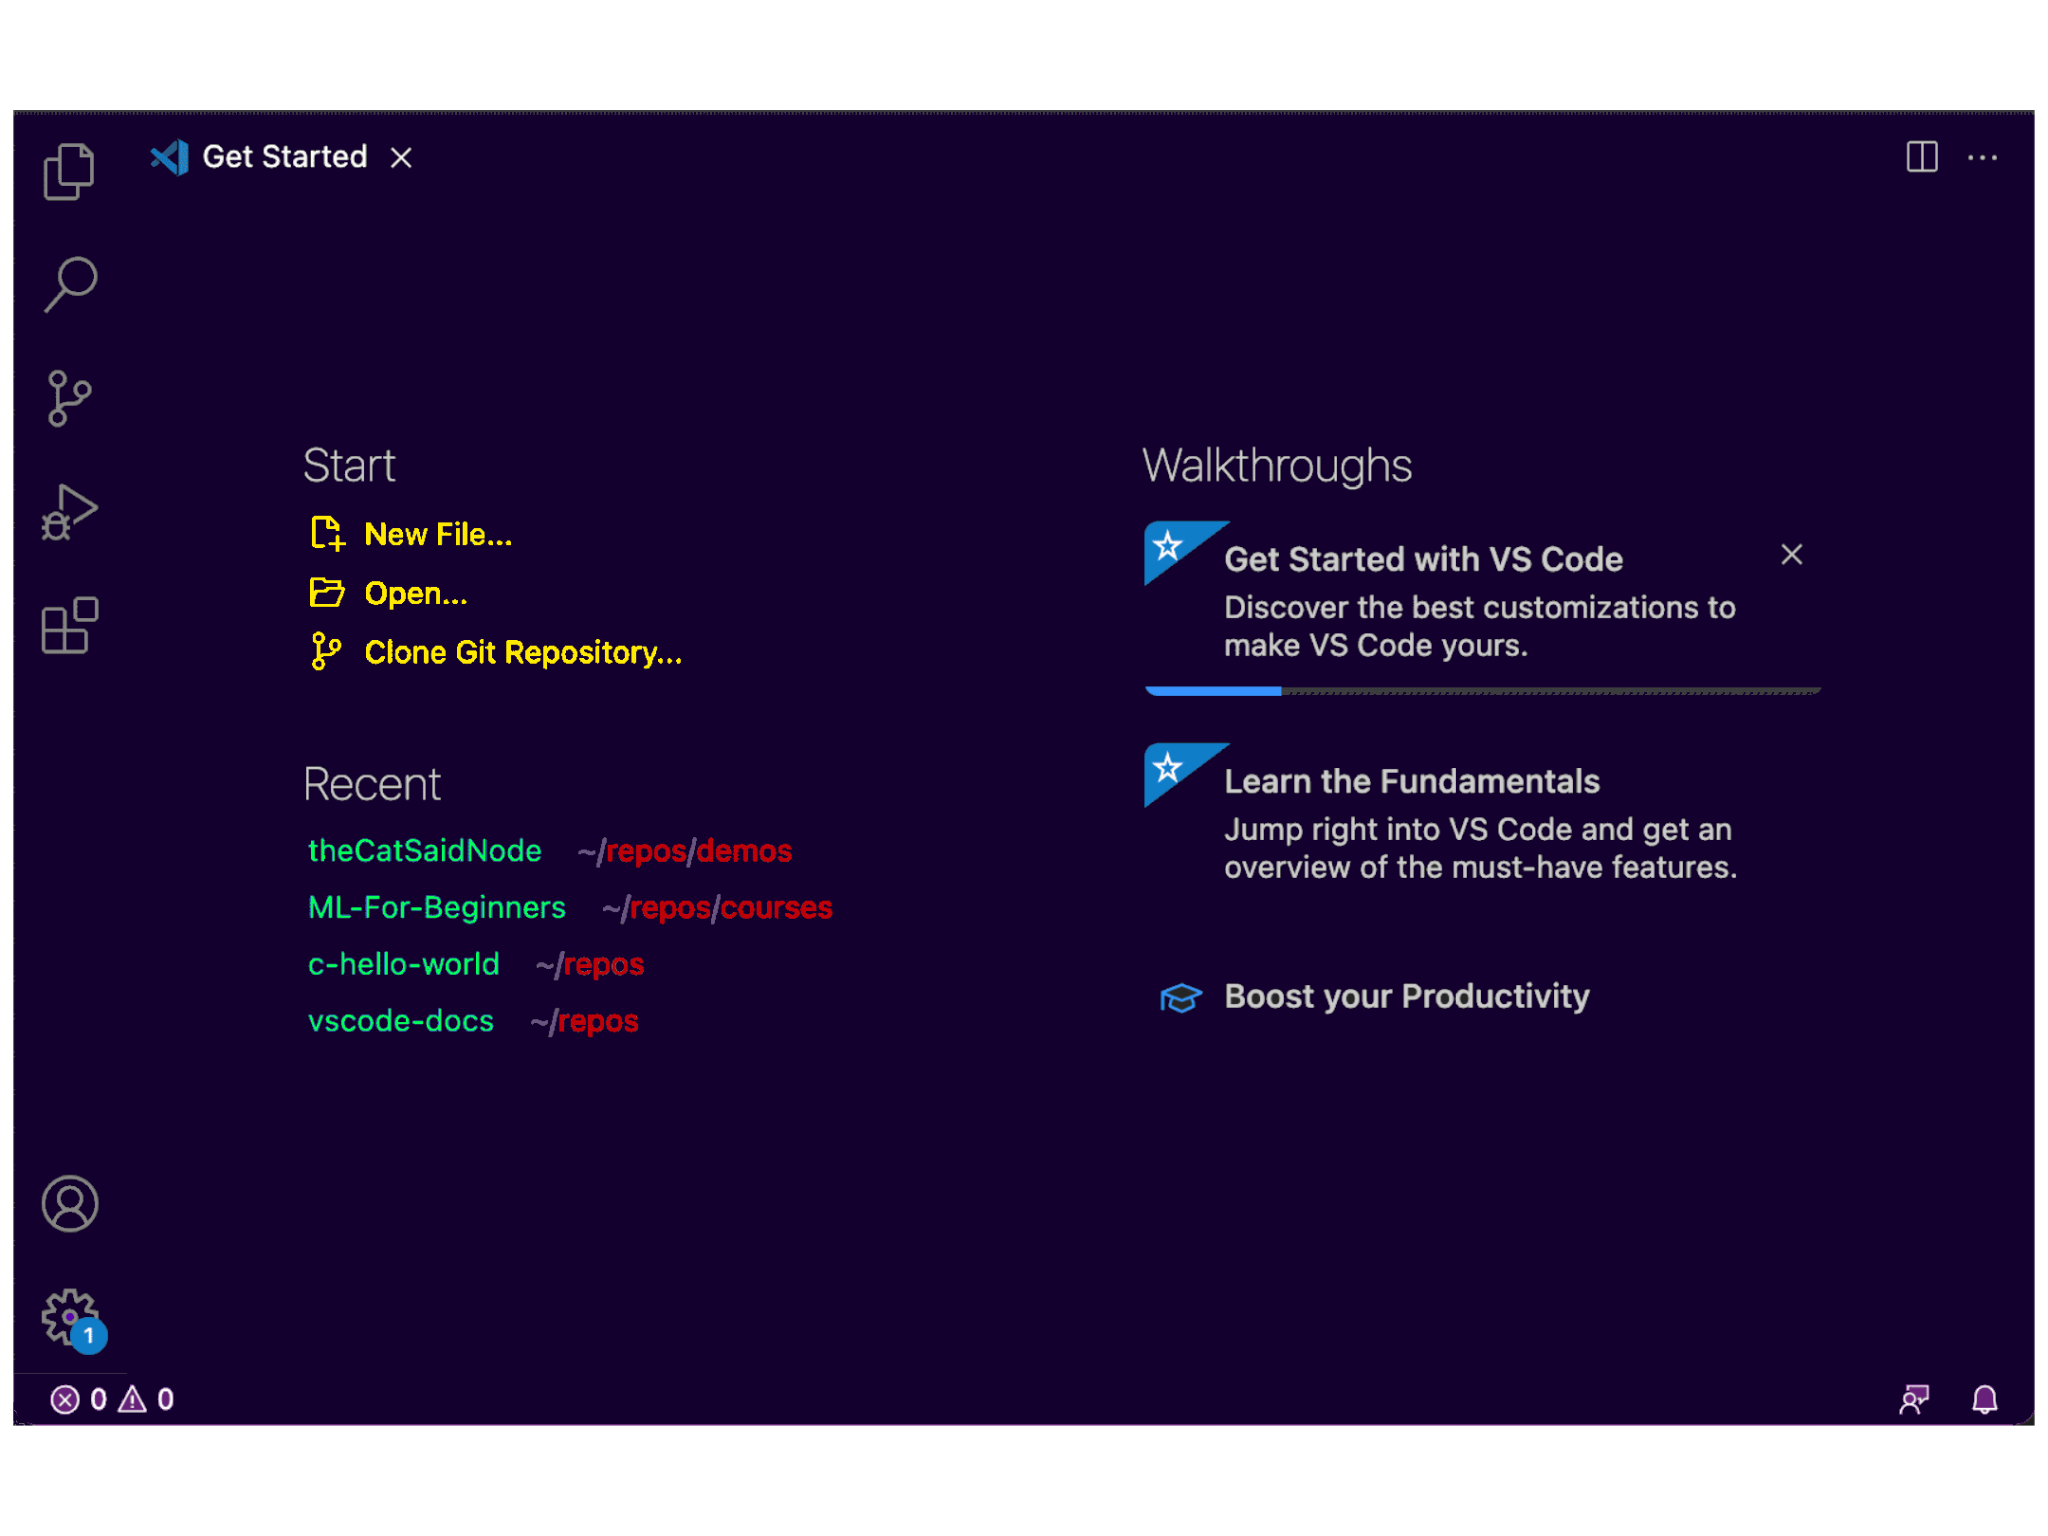 Get Started
Start
New File...
Open...
Clone Git Repository...
Recent
theCatSaidNode ~/repos/demos
ML-For-Beginners ~/repos/courses
c-hello-world ~/repos
vscode-docs ~/repos
Walkthroughs
Get Started with VS Code
Discover the best customizations to
make VS Code yours.
Learn the Fundamentals
Jump right into VS Code and get an
overview of the must-have features.
Boost your Productivity
1
0 0